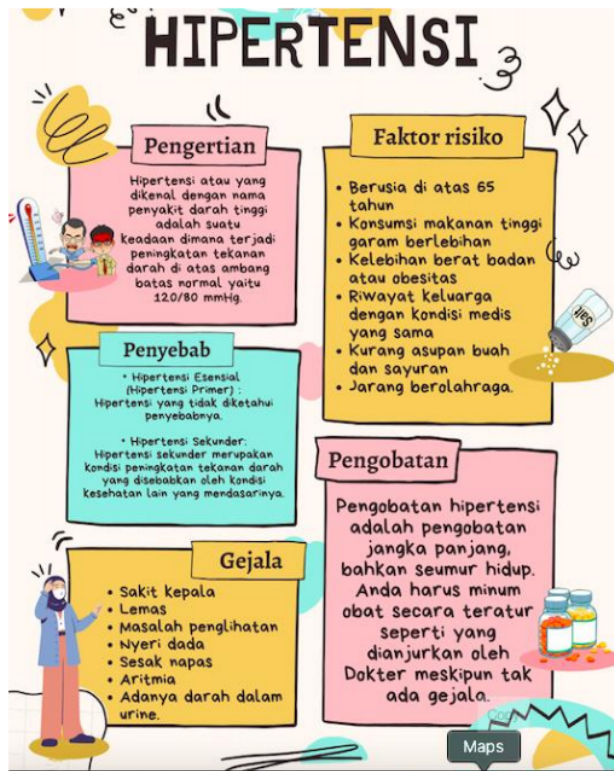 HIPERTENSI
Pengertian
Hipertensi atau yang
dikenal dengan nama
penyakit darah tinggi
adalah suatu
keadaan dimana terjadi
peningkatan tekanan
darah di atas ambang
batas normal yaitu
120/80 mmHg.
Faktor risiko
• Berusia di atas 65
tahun
• Konsumsi makanan tinggi
garam berlebihan
• Kelebihan berat badan
atau obesitas
• Riwayat keluarga
dengan kondisi medis
yang sama
• Kurang asupan buah
dan sayuran
• Jarang berolahraga.
Salt
Penyebab
• Hipertensi Esensial
(Hipertensi Primer) :
Hipertensi yang tidak diketahui
penyebabnya.
• Hipertensi Sekunder:
Hipertensi sekunder merupakan
kondisi peningkatan tekanan darah
yang disebabkan oleh kondisi
kesehatan lain yang mendasarinya.
Pengobatan
Pengobatan hipertensi
adalah pengobatan
jangka panjang,
bahkan seumur hidup.
Anda harus minum
obat secara teratur
seperti yang
dianjurkan oleh
Dokter meskipun tak
ada gejala.
Gejala
• Sakit kepala
• Lemas
• Masalah penglihatan
• Nyeri dada
• Sesak napas
• Aritmia
• Adanya darah dalam
urine.
Copy
Maps